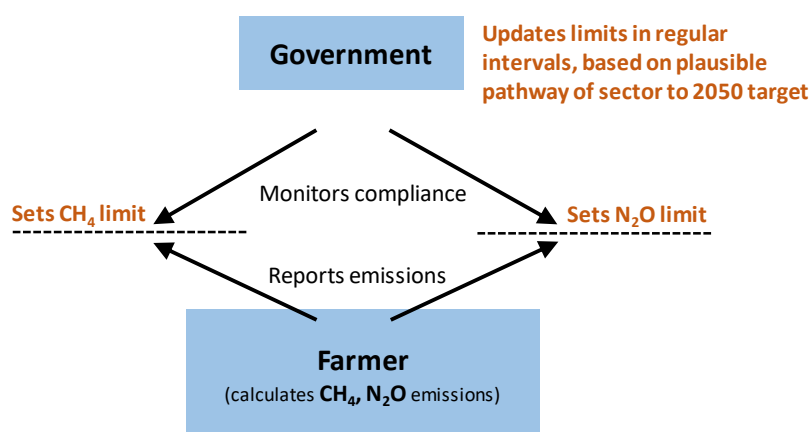 Government
Updates limits in regular
intervals, based on plausible
pathway of sector to 2050 target
Monitors compliance
Sets CH₄ limit
Sets N₂O limit
Reports emissions
Farmer
(calculates CH₄, N₂O emissions)